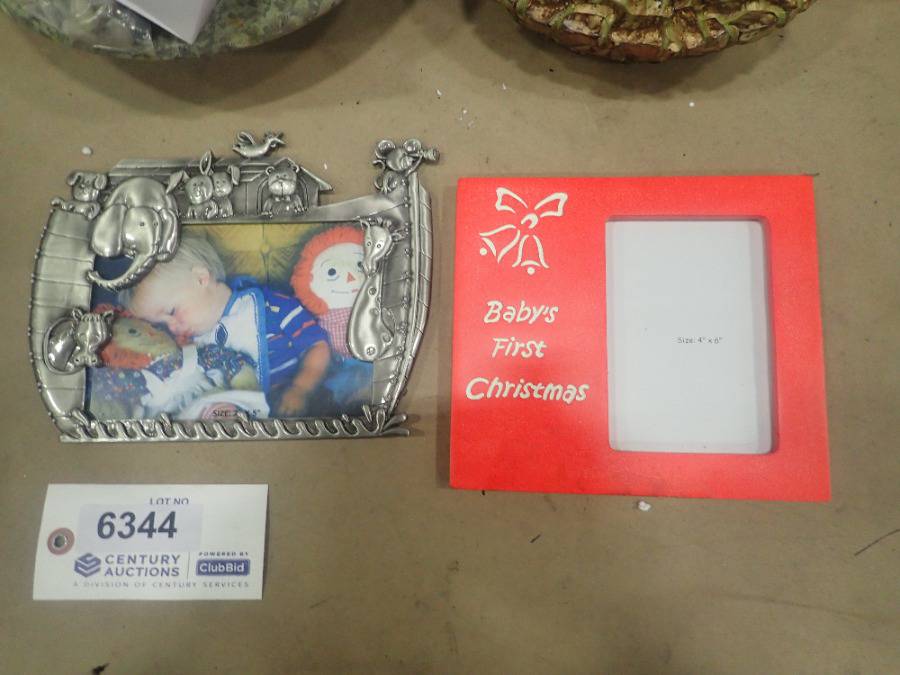 Baby's
First
Christmas
Size: 4" x 6"
LOT NO
6344
CENTURY
AUCTIONS
A DIVISION OF CENTURY SERVICES
POWERED BY
ClubBid